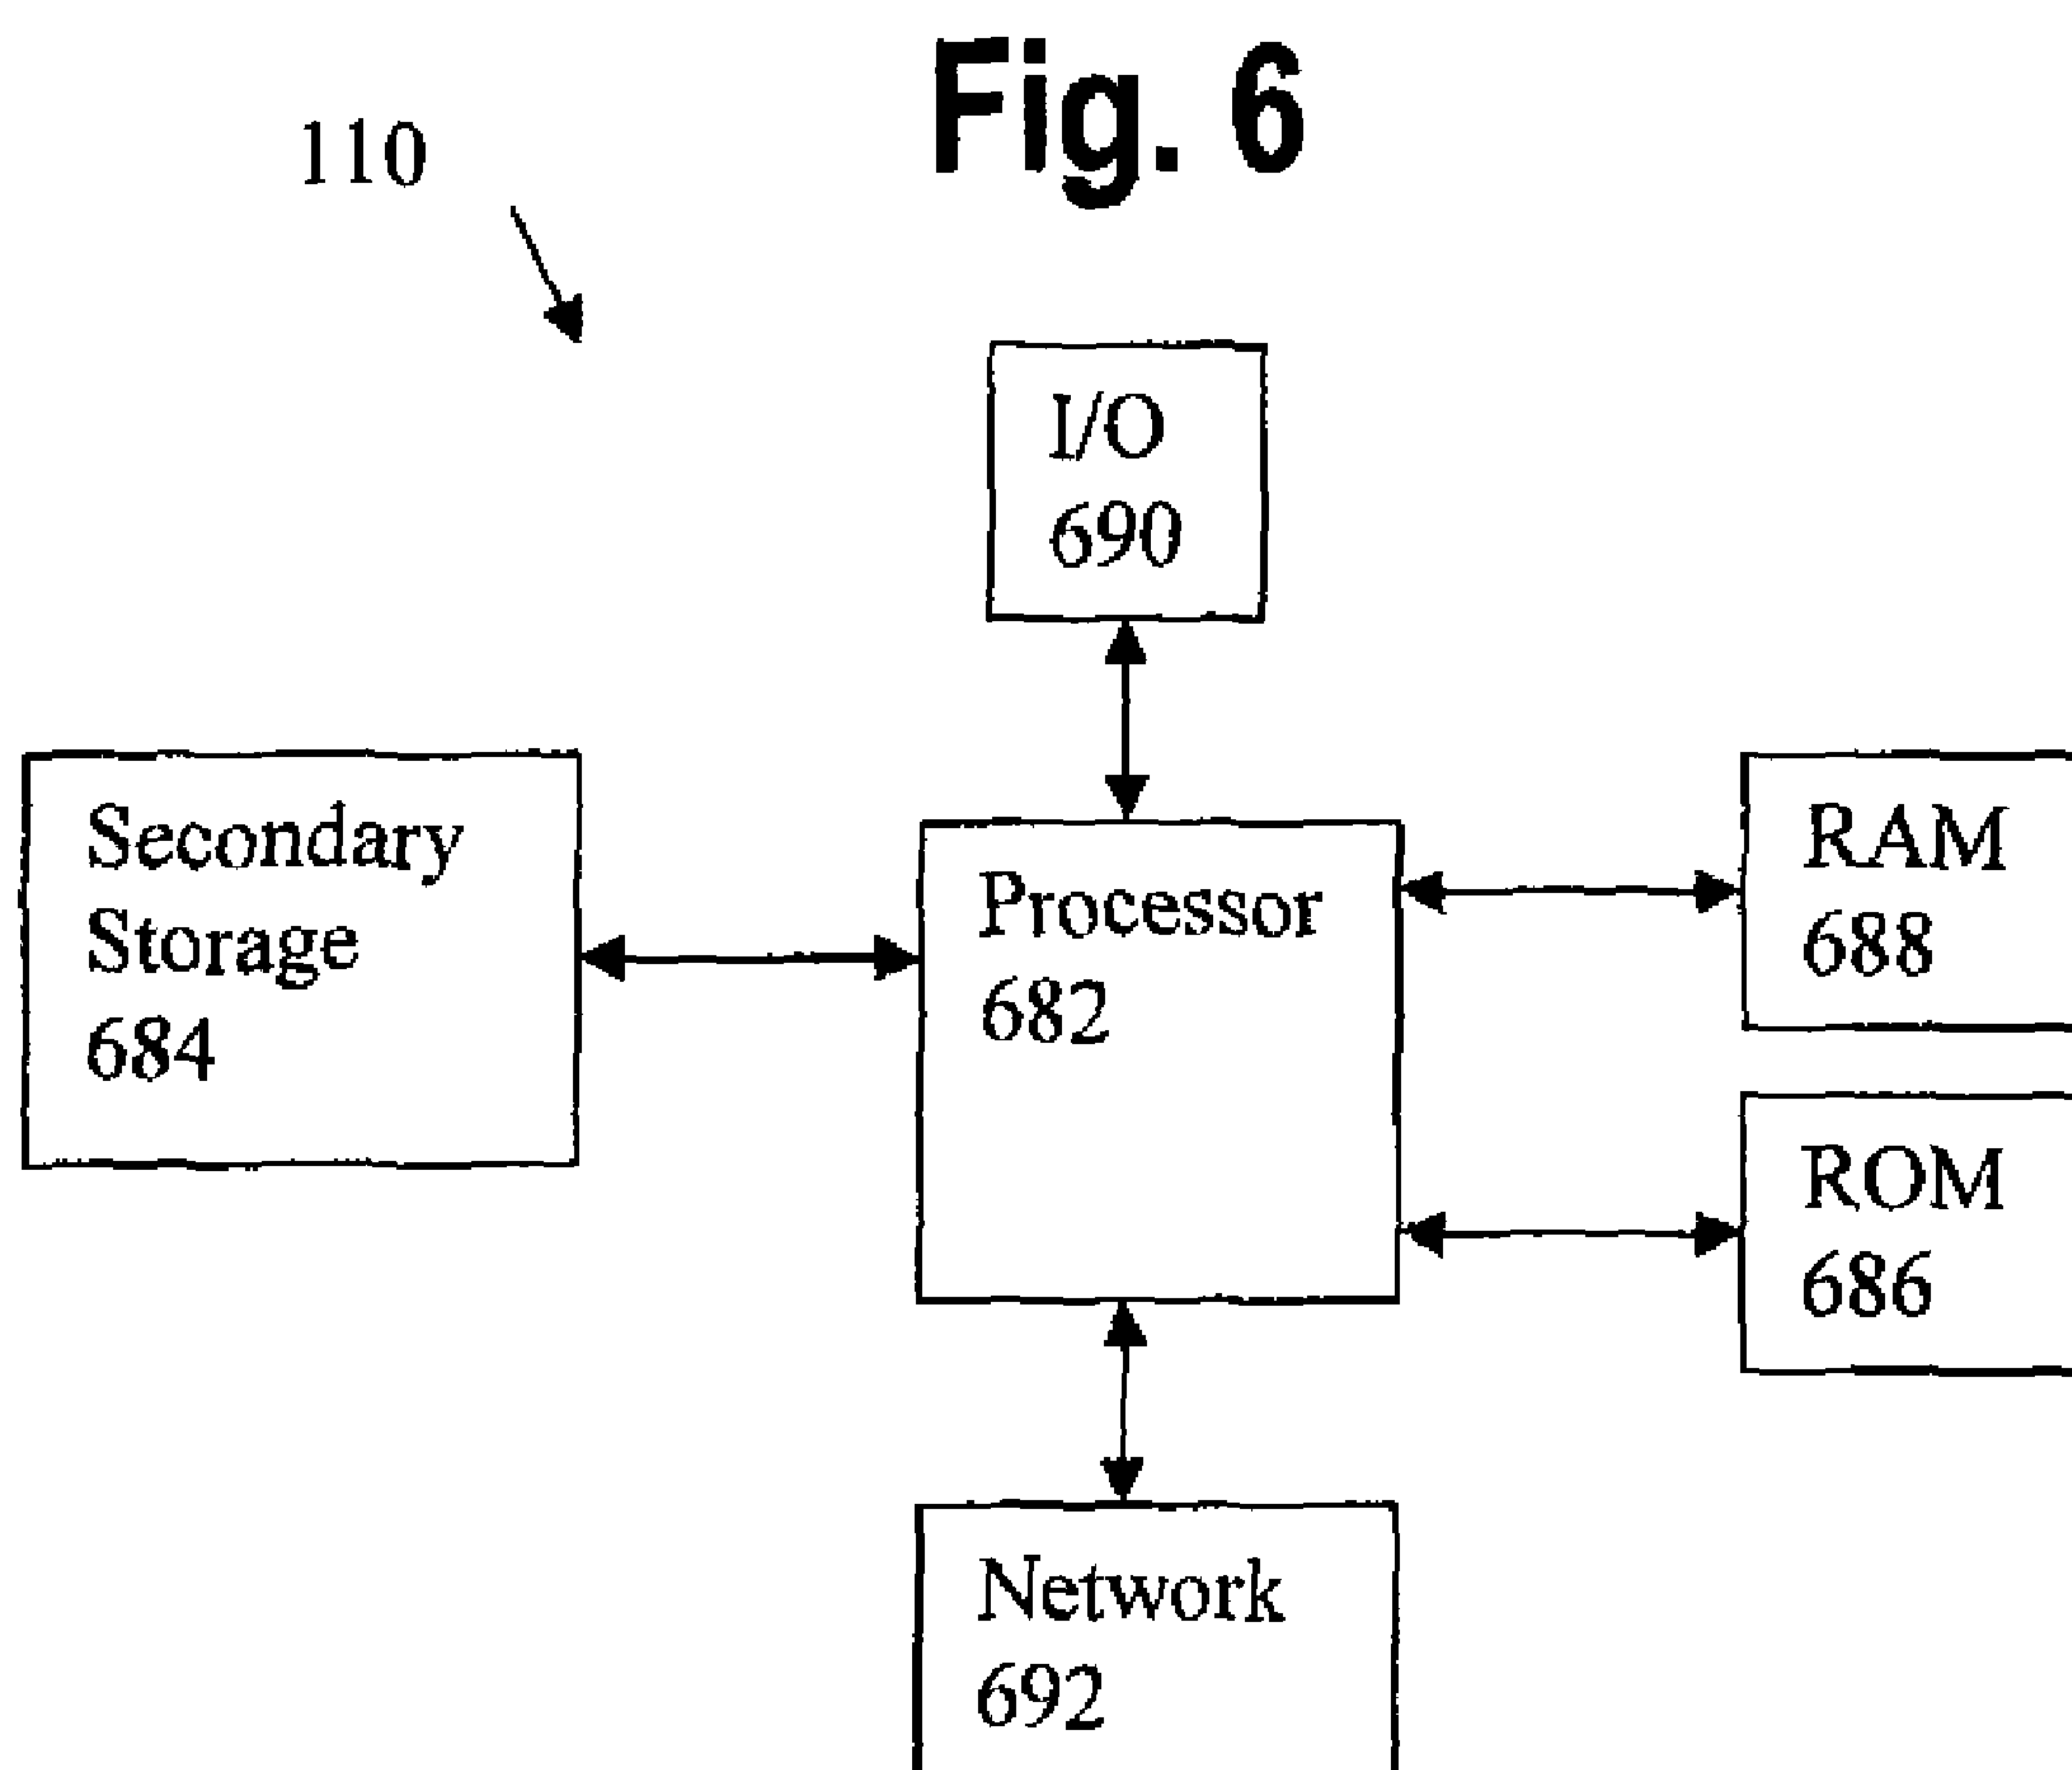 Fig. 6
110
I/O
690
Secondary
Storage
684
Processor
682
RAM
688
ROM
686
Network
692